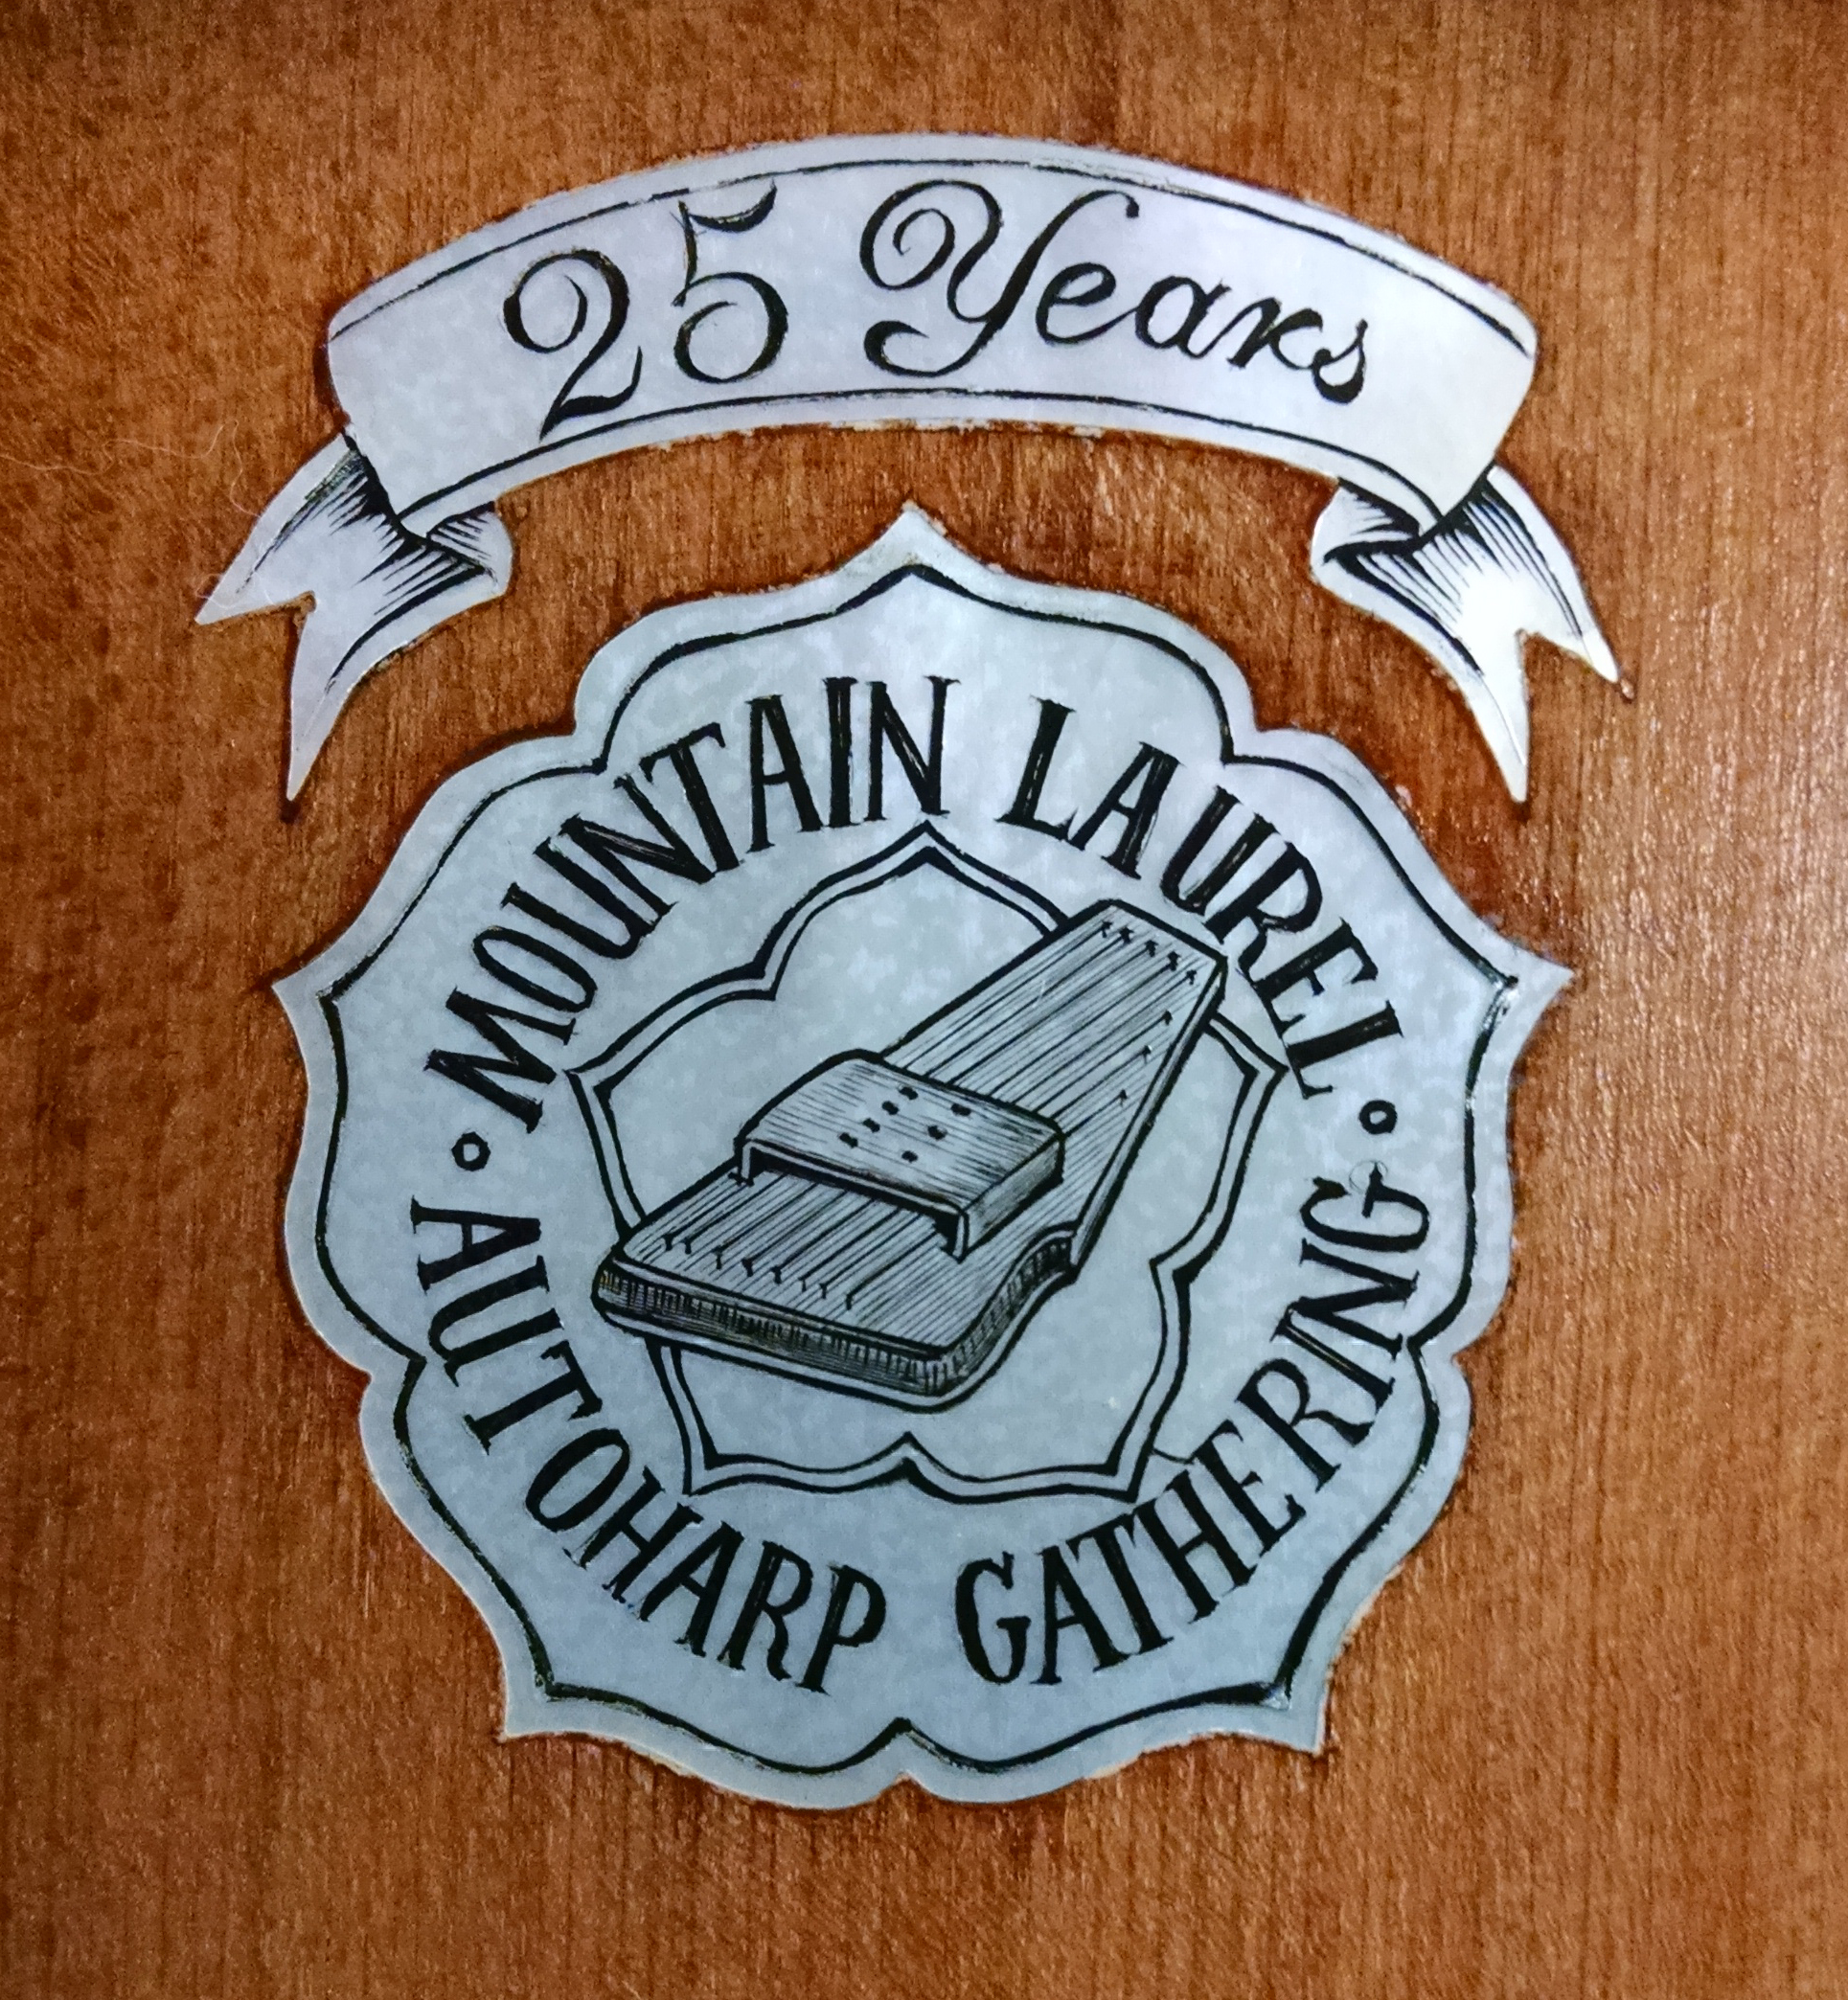 25 Years
MOUNTAIN LAUREL
AUTOHARP GATHERING